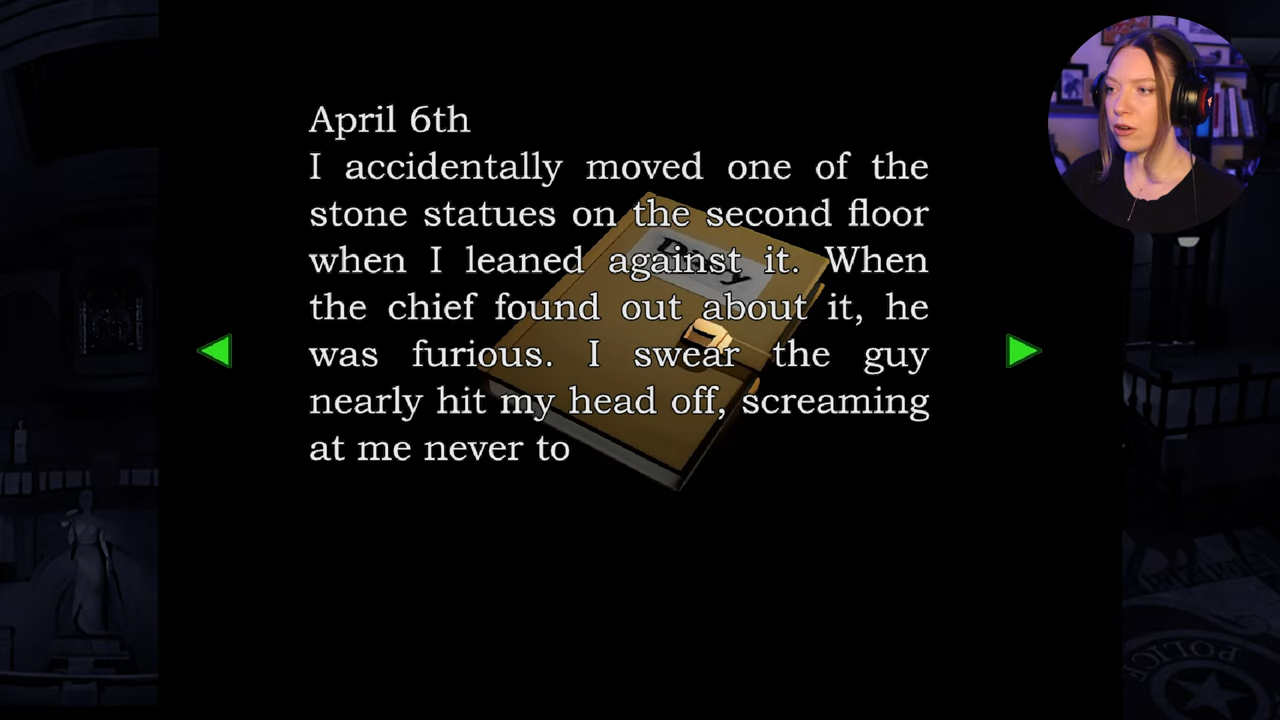 April 6th
I accidentally moved one of the
stone statues on the second floor
when I leaned against it. When
the chief found out about it, he
was furious. I swear the guy
nearly hit my head off, screaming
at me never to
Diary
POLICE